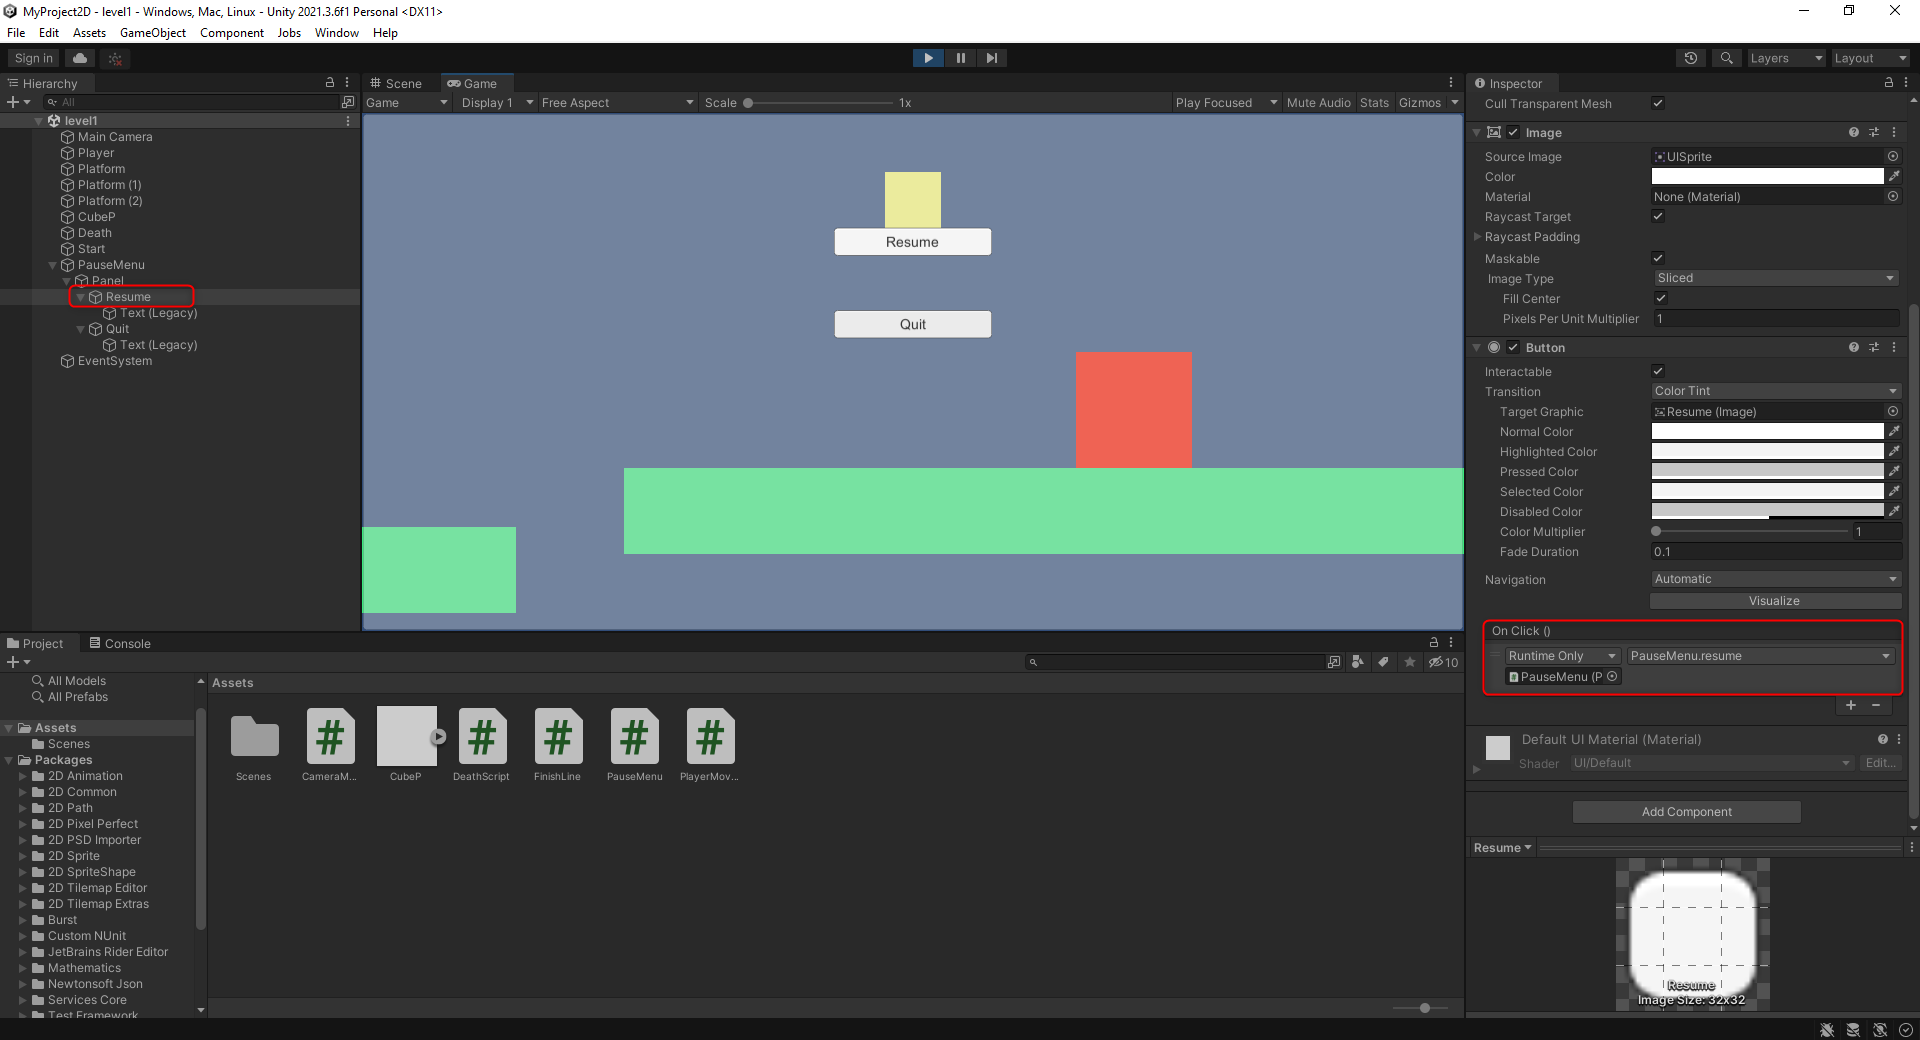 MyProject2D - level1 - Windows, Mac, Linux - Unity 2021.3.6f1 Personal <DX11>
File Edit Assets GameObject Component Jobs Window Help
Sign in
Layers
Layout
Hierarchy
All
level1
Main Camera
Player
Platform
Platform (1)
Platform (2)
CubeP
Death
Start
PauseMenu
Panel
Resume
Text (Legacy)
Quit
Text (Legacy)
EventSystem
Scene
Game
Game
Display 1
Free Aspect
Scale
1x
Play Focused
Mute Audio
Stats
Gizmos
Resume
Quit
Inspector
Cull Transparent Mesh
Image
Source Image UISprite
Color
Material None (Material)
Raycast Target
Raycast Padding
Maskable
Image Type Sliced
Fill Center
Pixels Per Unit Multiplier 1
Button
Interactable
Transition Color Tint
Target Graphic Resume (Image)
Normal Color
Highlighted Color
Pressed Color
Selected Color
Disabled Color
Color Multiplier 1
Fade Duration 0.1
Navigation Automatic
Visualize
On Click ()
Runtime Only PauseMenu.resume
PauseMenu (P
Default UI Material (Material)
Shader UI/Default Edit...
Add Component
Resume
Resume
Image Size: 32x32
Project
Console
10
All Models
All Prefabs
Assets
Scenes
Packages
2D Animation
2D Common
2D Path
2D Pixel Perfect
2D PSD Importer
2D Sprite
2D SpriteShape
2D Tilemap Editor
2D Tilemap Extras
Burst
Custom NUnit
JetBrains Rider Editor
Mathematics
Newtonsoft Json
Services Core
Test Framework
Assets
Scenes
CameraM...
CubeP
DeathScript
FinishLine
PauseMenu
PlayerMov...